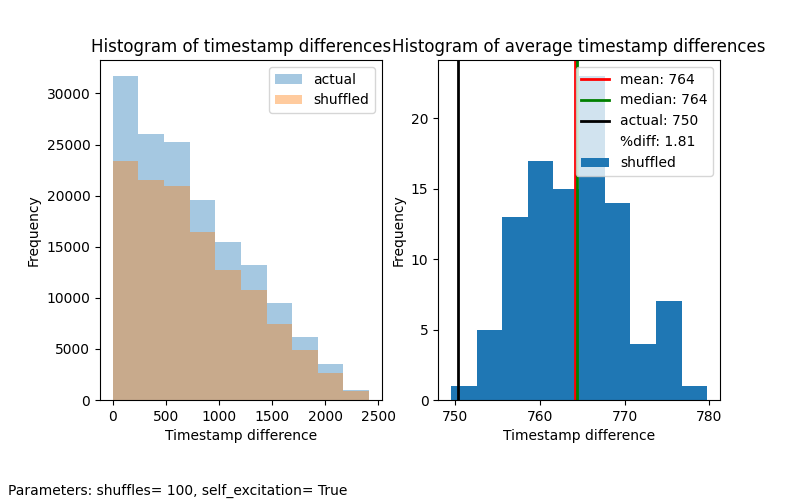 Histogram of timestamp differences
Histogram of average timestamp differences
Frequency
30000
25000
20000
15000
10000
5000
0
0 500 1000 1500 2000 2500
Timestamp difference
actual
shuffled
Frequency
20
15
10
5
0
750 760 770 780
Timestamp difference
mean: 764
median: 764
actual: 750
%diff: 1.81
shuffled
Parameters: shuffles= 100, self_excitation= True